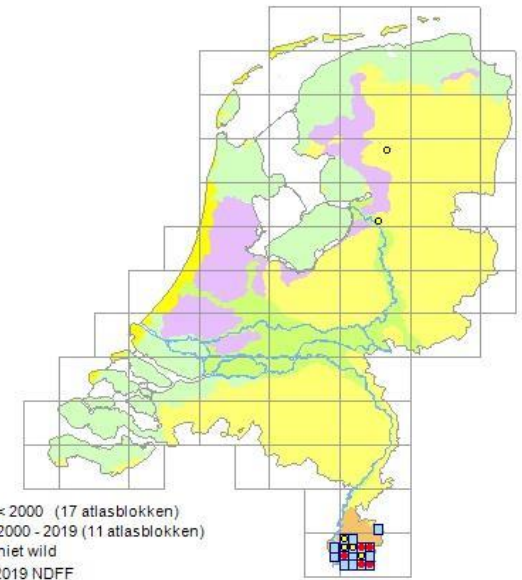 < 2000 (17 atlasblokken)
2000 - 2019 (11 atlasblokken)
niet wild
2019 NDFF